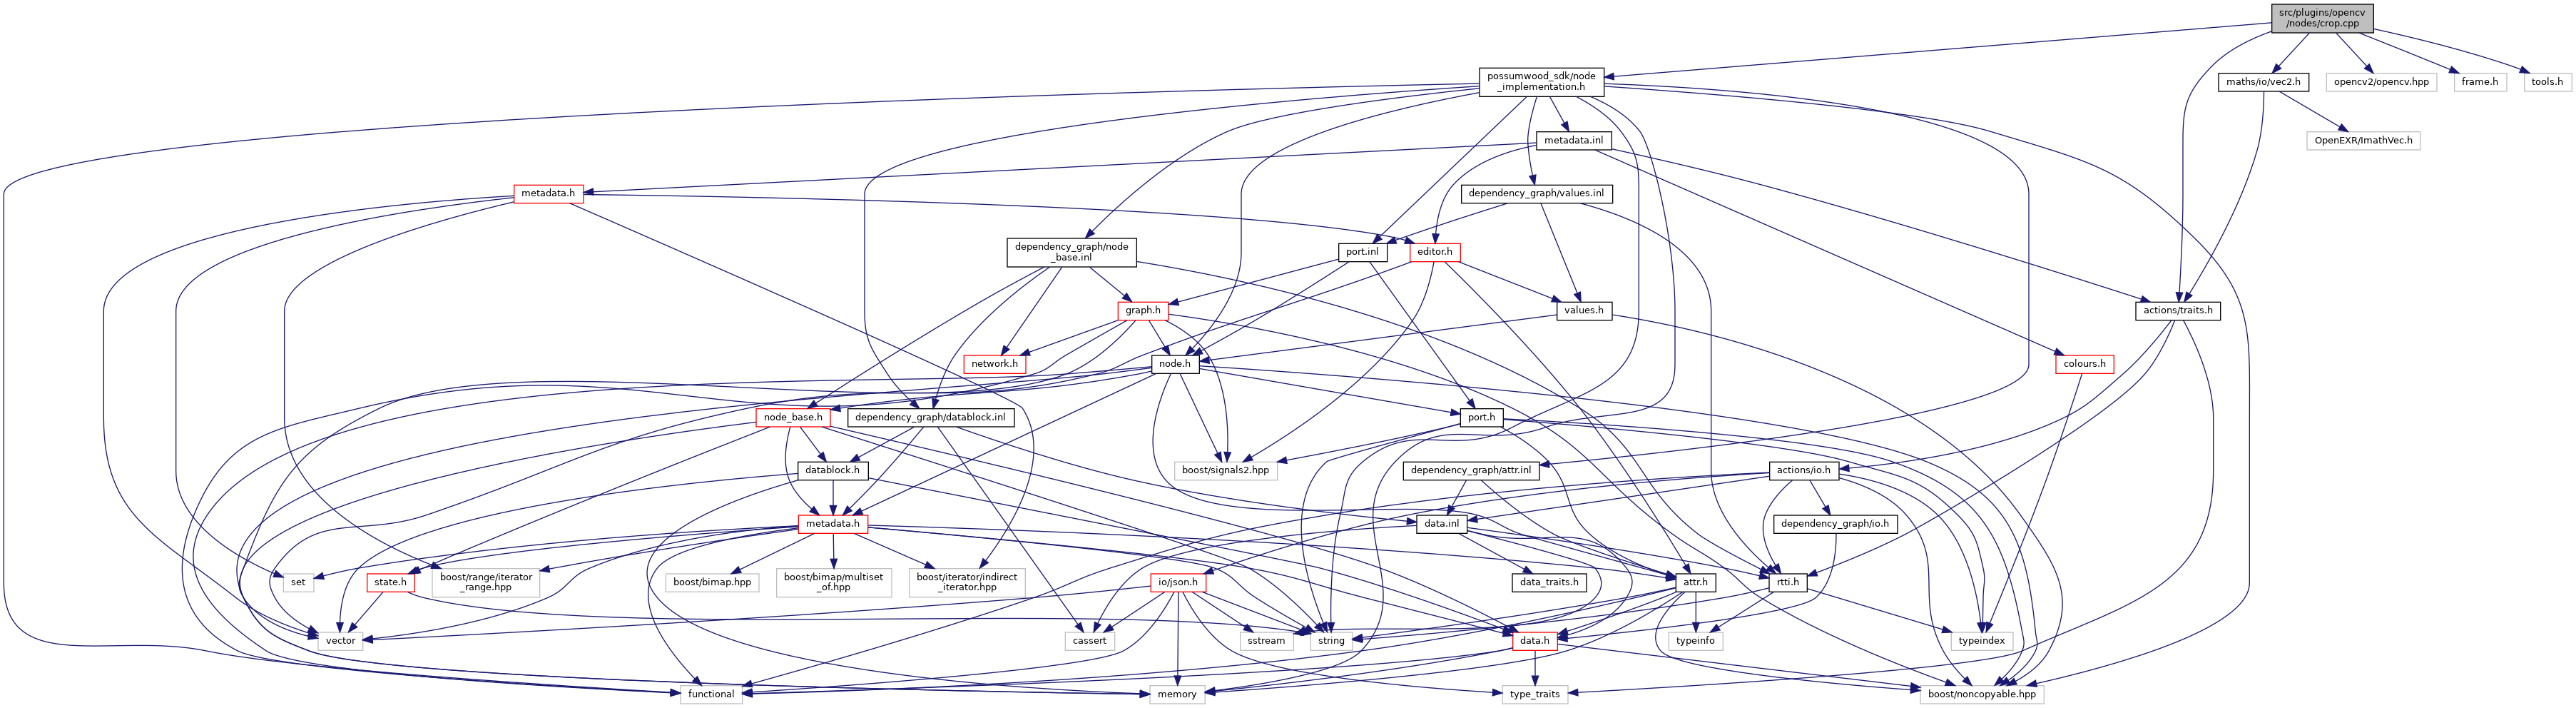 src/plugins/opencv
/nodes/crop.cpp
possumwood_sdk/node
_implementation.h
maths/io/vec2.h
opencv2/opencv.hpp
frame.h
tools.h
metadata.inl
OpenEXR/ImathVec.h
metadata.h
dependency_graph/values.inl
dependency_graph/node
_base.inl
port.inl
editor.h
graph.h
values.h
actions/traits.h
network.h
node.h
colours.h
node_base.h
dependency_graph/datablock.inl
port.h
datablock.h
boost/signals2.hpp
dependency_graph/attr.inl
actions/io.h
metadata.h
data.inl
dependency_graph/io.h
set
state.h
boost/range/iterator
_range.hpp
boost/bimap.hpp
boost/bimap/multiset
_of.hpp
boost/iterator/indirect
_iterator.hpp
io/json.h
data_traits.h
attr.h
rtti.h
vector
cassert
sstream
string
data.h
typeinfo
typeindex
functional
memory
type_traits
boost/noncopyable.hpp